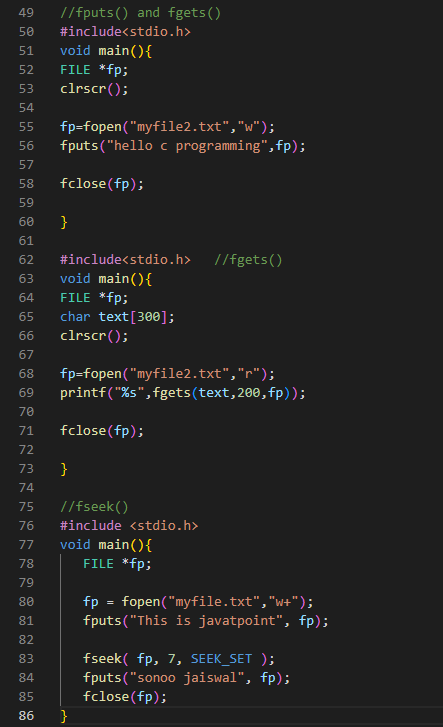 49 //fputs() and fgets()
50 #include<stdio.h>
51 void main(){
52 FILE *fp;
53 clrscr();
54
55 fp=fopen("myfile2.txt","w");
56 fputs("hello c programming",fp);
57
58 fclose(fp);
59
60 }
61
62 #include<stdio.h>   //fgets()
63 void main(){
64 FILE *fp;
65 char text[300];
66 clrscr();
67
68 fp=fopen("myfile2.txt","r");
69 printf("%s",fgets(text,200,fp));
70
71 fclose(fp);
72
73 }
74
75 //fseek()
76 #include <stdio.h>
77 void main(){
78    FILE *fp;
79
80    fp = fopen("myfile.txt","w+");
81    fputs("This is javatpoint", fp);
82
83    fseek( fp, 7, SEEK_SET );
84    fputs("sonoo jaiswal", fp);
85    fclose(fp);
86 }